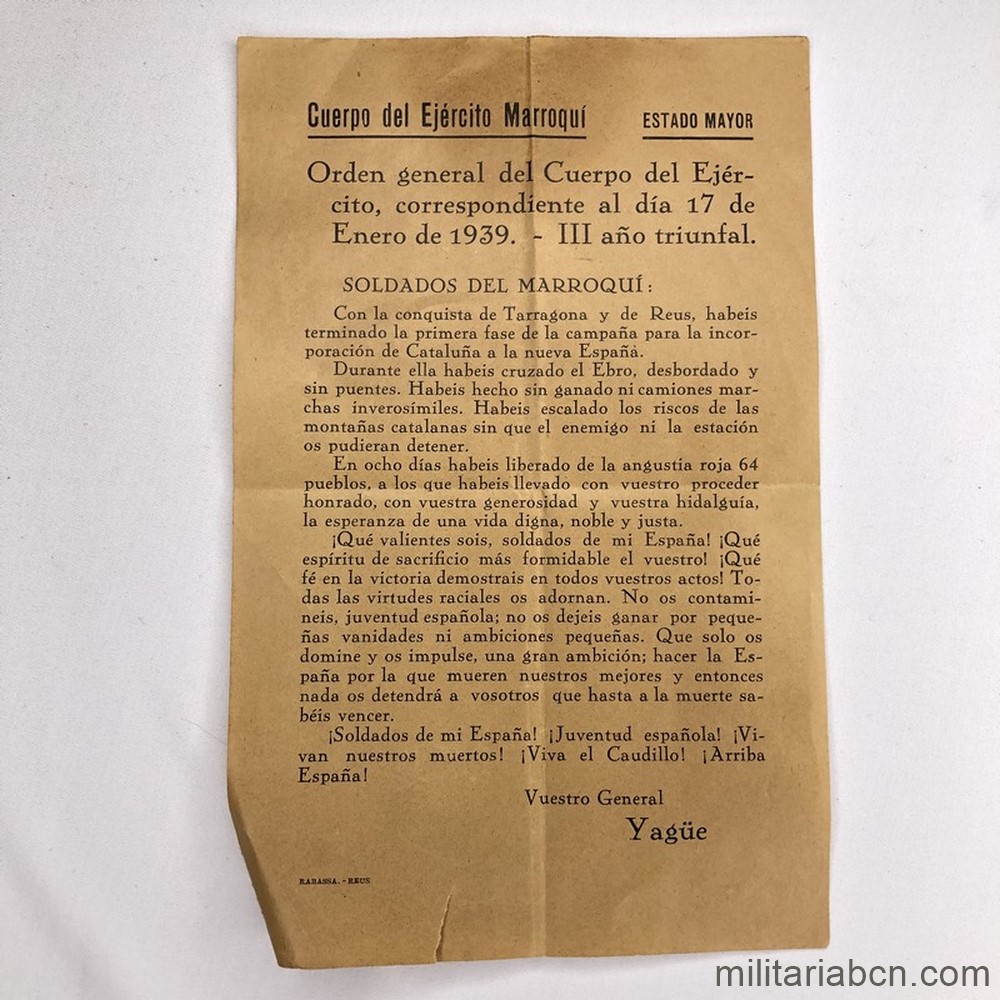 Cuerpo del Ejército Marroquí ESTADO MAYOR
Orden general del Cuerpo del Ejér-
cito, correspondiente al día 17 de
Enero de 1939. - III año triunfal.
SOLDADOS DEL MARROQUÍ:
Con la conquista de Tarragona y de Reus, habeis
terminado la primera fase de la campaña para la incor-
poración de Cataluña a la nueva España.
Durante ella habeis cruzado el Ebro, desbordado y
sin puentes. Habeis hecho sin ganado ni camiones mar-
chas inverosímiles. Habeis escalado los riscos de las
montañas catalanas sin que el enemigo ni la estación
os pudieran detener.
En ocho días habeis liberado de la angustia roja 64
pueblos, a los que habeis llevado con vuestro proceder
honrado, con vuestra generosidad y vuestra hidalguía,
la esperanza de una vida digna, noble y justa.
¡Qué valientes sois, soldados de mi España! ¡Qué
espíritu de sacrificio más formidable el vuestro! ¡Qué
fé en la victoria demostrais en todos vuestros actos! To-
das las virtudes raciales os adornan. No os contami-
neis, juventud española; no os dejeis ganar por peque-
ñas vanidades ni ambiciones pequeñas. Que solo os
domine y os impulse, una gran ambición; hacer la Es-
paña por la que mueren nuestros mejores y entonces
nada os detendrá a vosotros que hasta a la muerte sa-
béis vencer.
¡Soldados de mi España! ¡Juventud española! ¡Vi-
van nuestros muertos! ¡Viva el Caudillo! ¡Arriba
España!
Vuestro General
Yagüe
RABASSA. - REUS
militariabcn.com